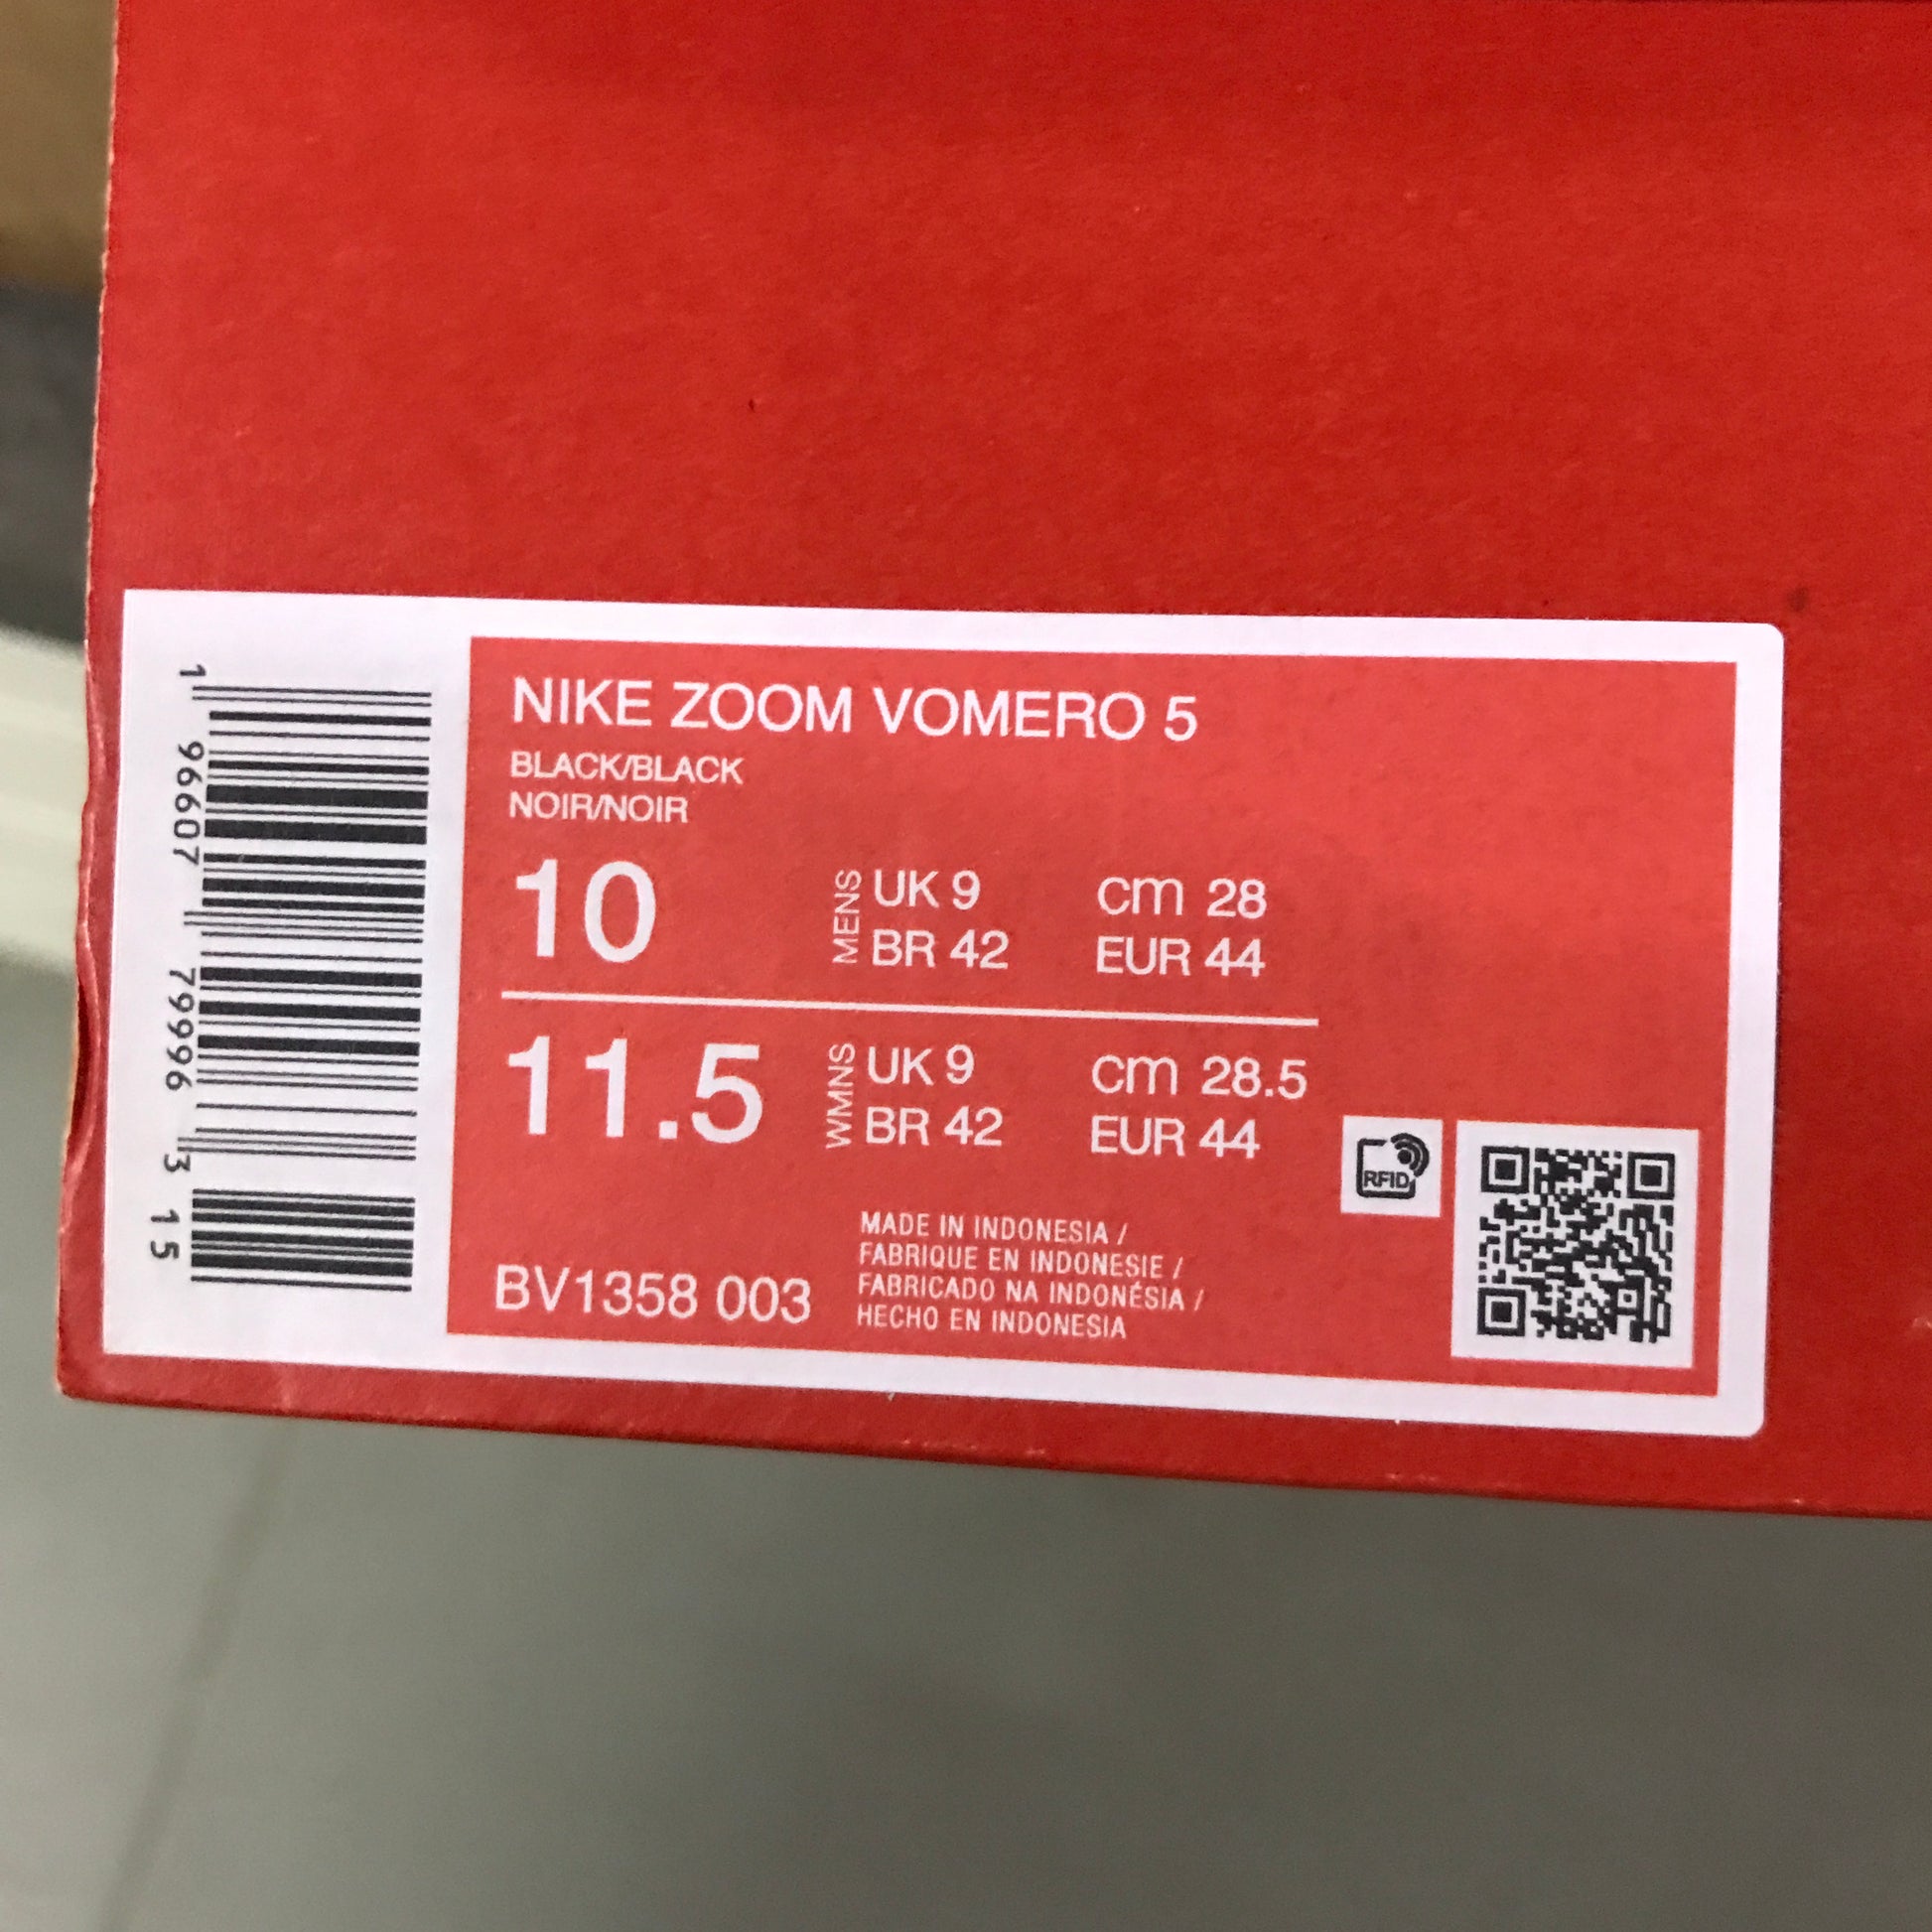 1 96607 79996 3 15
NIKE ZOOM VOMERO 5
BLACK/BLACK
NOIR/NOIR
10 MENS UK 9 cm 28
BR 42 EUR 44
11.5 WMNS UK 9 cm 28.5
BR 42 EUR 44
RFID
BV1358 003
MADE IN INDONESIA /
FABRIQUE EN INDONESIE /
FABRICADO NA INDONÉSIA /
HECHO EN INDONESIA